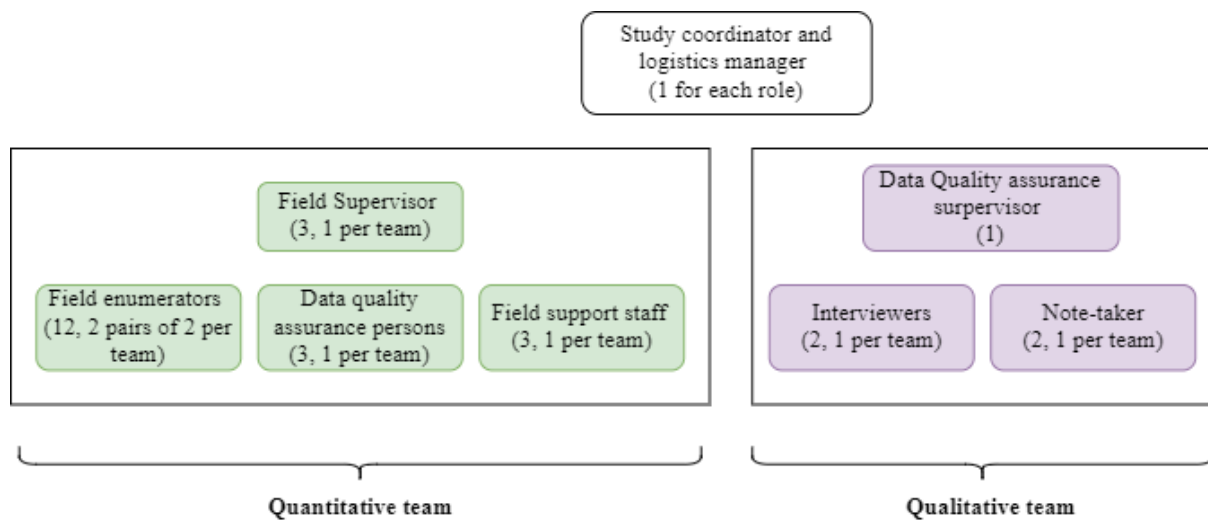 Study coordinator and
logistics manager
(1 for each role)
Field Supervisor
(3, 1 per team)
Field enumerators
(12, 2 pairs of 2 per
team)
Data quality
assurance persons
(3, 1 per team)
Field support staff
(3, 1 per team)
Quantitative team
Data Quality assurance
surpervisor
(1)
Interviewers
(2, 1 per team)
Note-taker
(2, 1 per team)
Qualitative team